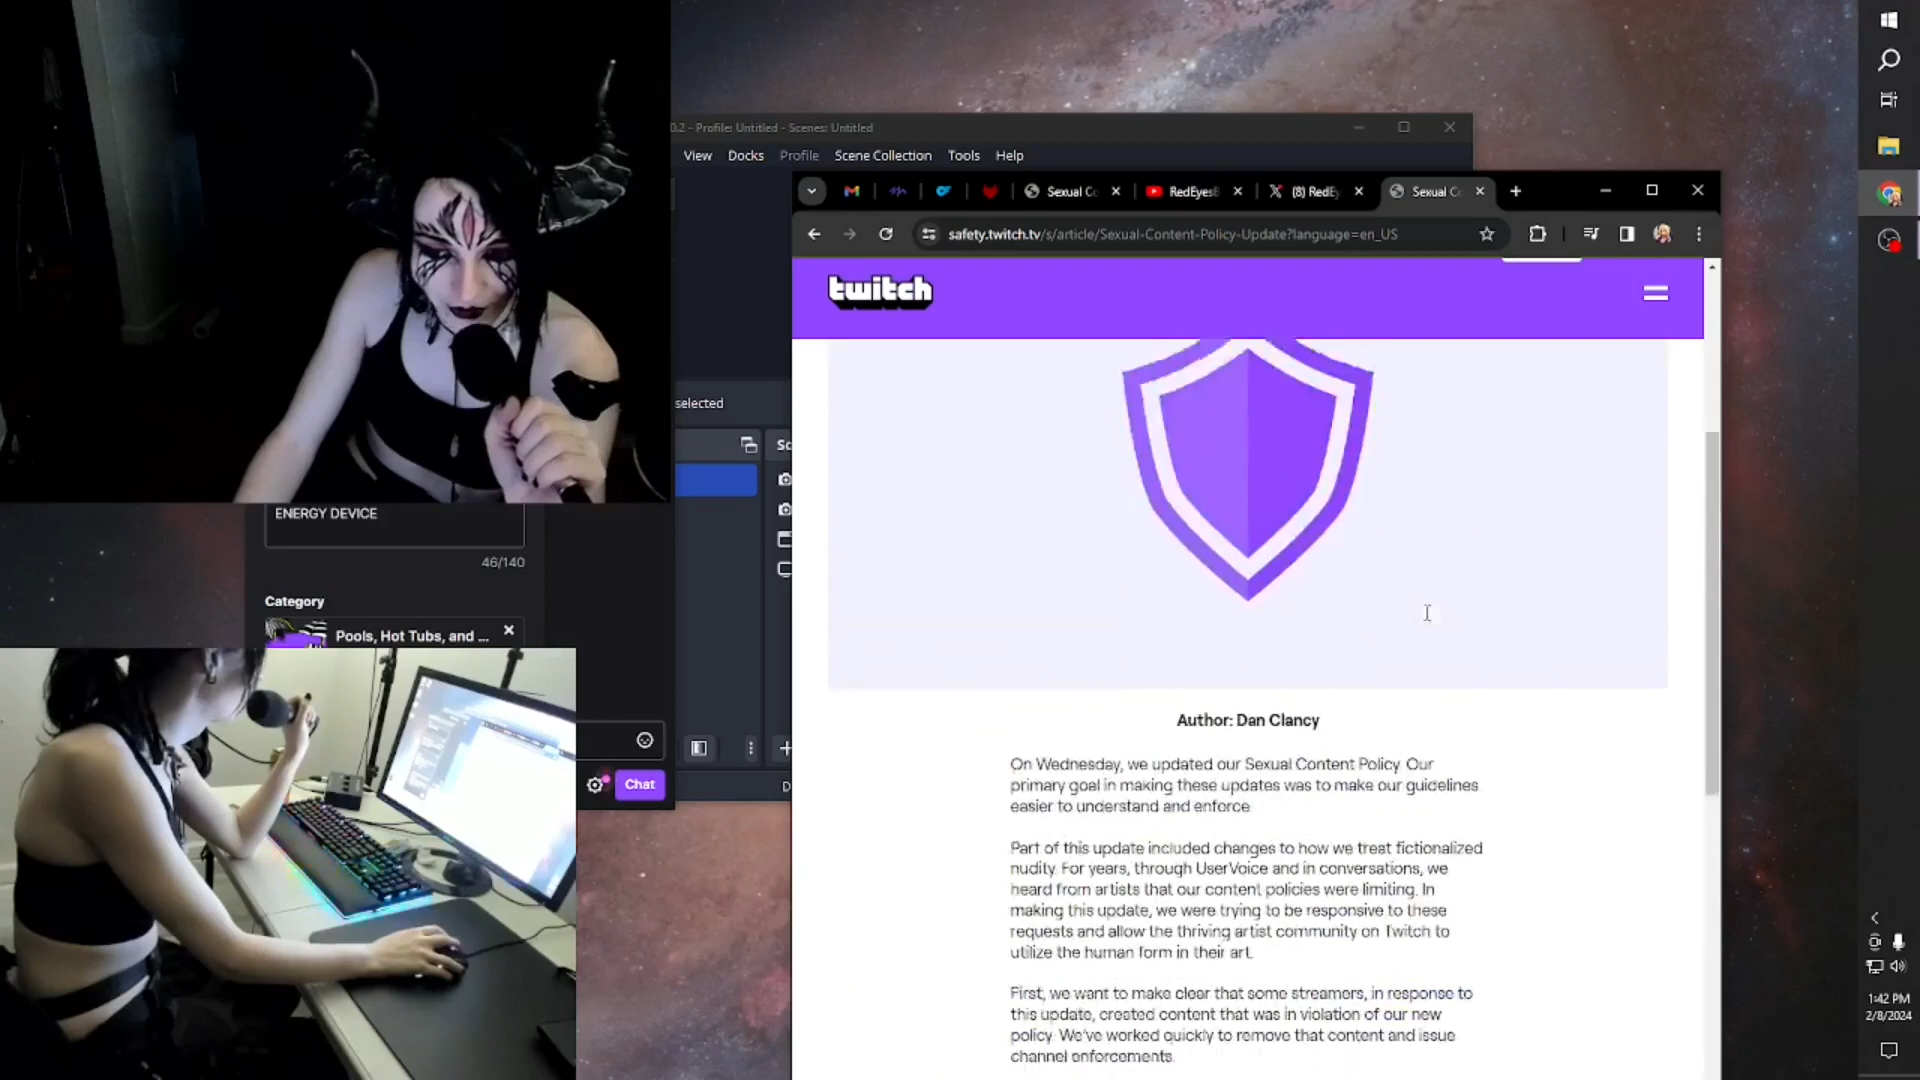 0.2 - Profile: Untitled - Scenes: Untitled
View Docks Profile Scene Collection Tools Help
Sexual Co RedEyesB (8) RedEy Sexual Co
safety.twitch.tv/s/article/Sexual-Content-Policy-Update?language=en_US
twitch
selected
Sc
ENERGY DEVICE
46/140
Category
Pools, Hot Tubs, and ...
Chat
D
Author: Dan Clancy
On Wednesday, we updated our Sexual Content Policy. Our
primary goal in making these updates was to make our guidelines
easier to understand and enforce.
Part of this update included changes to how we treat fictionalized
nudity. For years, through UserVoice and in conversations, we
heard from artists that our content policies were limiting. In
making this update, we were trying to be responsive to these
requests and allow the thriving artist community on Twitch to
utilize the human form in their art.
First, we want to make clear that some streamers, in response to
this update, created content that was in violation of our new
policy. We've worked quickly to remove that content and issue
channel enforcements.
1:42 PM
2/8/2024